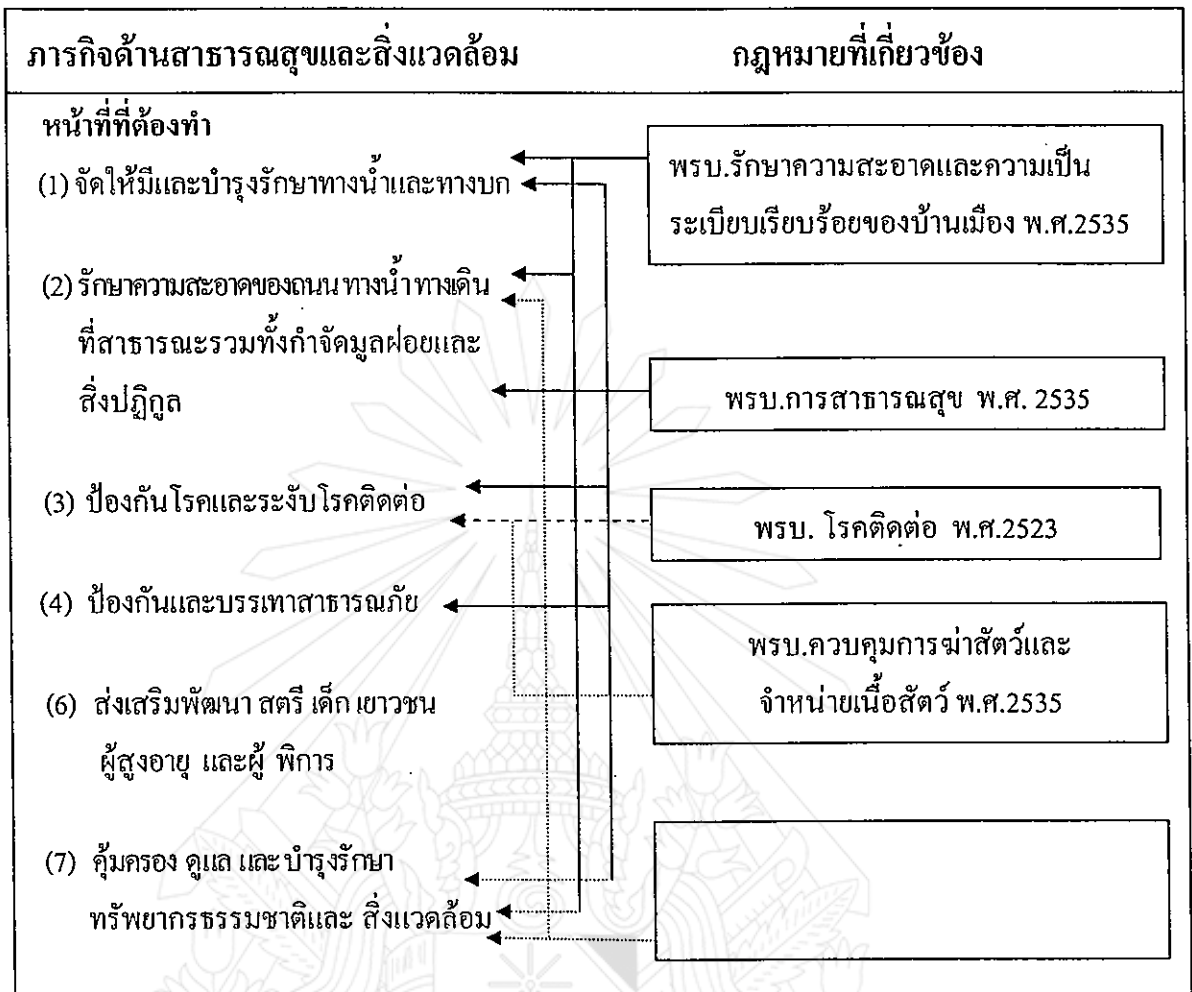 ภารกิจด้านสาธารณสุขและสิ่งแวดล้อม
กฎหมายที่เกี่ยวข้อง
หน้าที่ที่ต้องทำ
(1) จัดให้มีและบำรุงรักษาทางน้ำและทางบก
(2) รักษาความสะอาดของถนน ทางน้ำ ทางเดิน
ที่สาธารณะรวมทั้งกำจัดมูลฝอยและ
สิ่งปฏิกูล
(3) ป้องกันโรคและระงับโรคติดต่อ
(4) ป้องกันและบรรเทาสาธารณภัย
(6) ส่งเสริมพัฒนา สตรี เด็ก เยาวชน
ผู้สูงอายุ และผู้ พิการ
(7) คุ้มครอง ดูแล และ บำรุงรักษา
ทรัพยากรธรรมชาติและ สิ่งแวดล้อม
พรบ.รักษาความสะอาดและความเป็น
ระเบียบเรียบร้อยของบ้านเมือง พ.ศ.2535
พรบ.การสาธารณสุข พ.ศ. 2535
พรบ. โรคติดต่อ พ.ศ.2523
พรบ.ควบคุมการฆ่าสัตว์และ
จำหน่ายเนื้อสัตว์ พ.ศ.2535